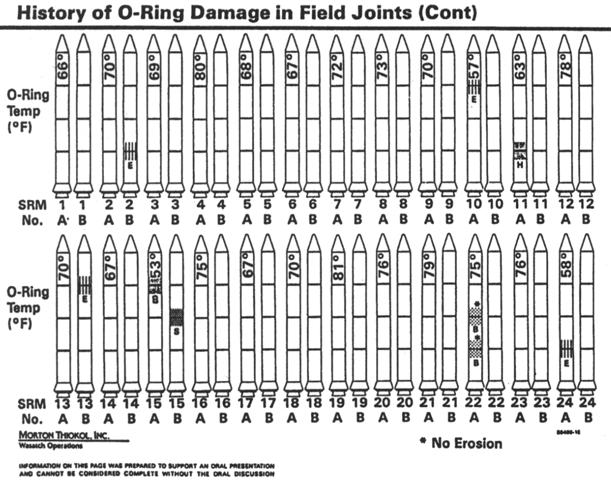 History of O-Ring Damage in Field Joints (Cont)
66° 70° 69° 80° 68° 67° 72° 73° 70° 57° 63° 78°
O-Ring
Temp
(°F)
E
E
H
SRM 1 1 2 2 3 3 4 4 5 5 6 6 7 7 8 8 9 9 10 10 11 11 12 12
No. A B A B A B A B A B A B A B A B A B A B A B A B
70° 67° 53° 75° 67° 70° 81° 76° 79° 75° 76° 58°
O-Ring
Temp
(°F)
E B
*
S B
*
B E
SRM 13 13 14 14 15 15 16 16 17 17 18 18 19 19 20 20 21 21 22 22 23 23 24 24
No. A B A B A B A B A B A B A B A B A B A B A B A B
MORTON THIOKOL, INC.
Wasatch Operations
* No Erosion
INFORMATION ON THIS PAGE WAS PREPARED TO SUPPORT AN ORAL PRESENTATION
AND CANNOT BE CONSIDERED COMPLETE WITHOUT THE ORAL DISCUSSION